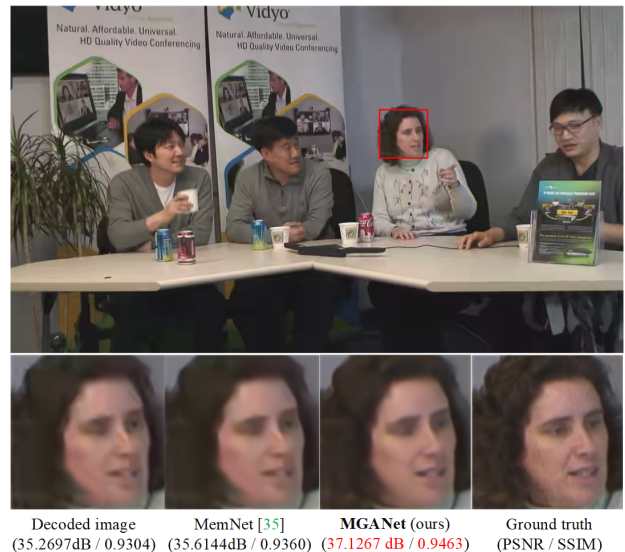 Vidyo
Natural. Affordable. Universal.
HD Quality Video Conferencing
Vidyo
Natural. Affordable. Universal.
HD Quality Video Conferencing
Decoded image
(35.2697dB / 0.9304)
MemNet [35]
(35.6144dB / 0.9360)
MGANet (ours)
(37.1267 dB / 0.9463)
Ground truth
(PSNR / SSIM)